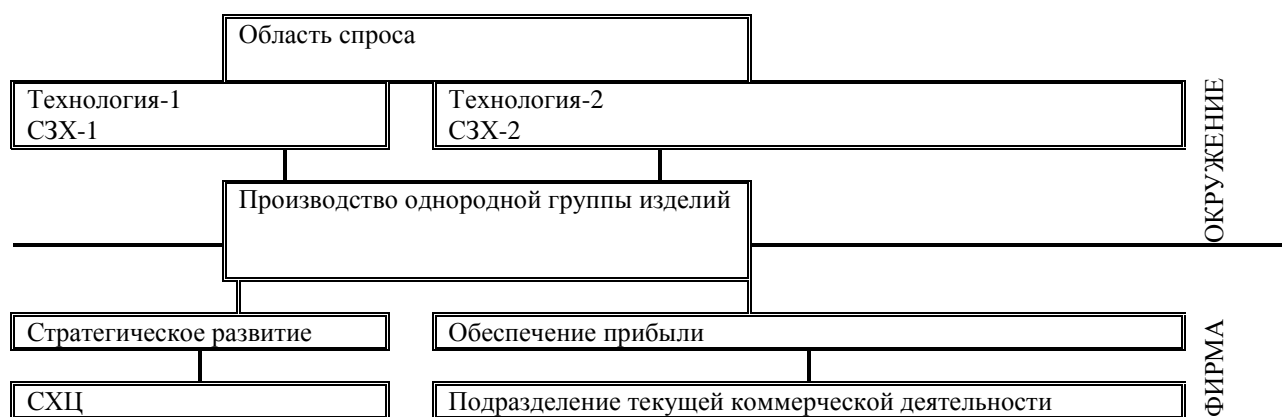 Область спроса
Технология-1
СЗХ-1
Технология-2
СЗХ-2
ОКРУЖЕНИЕ
Производство однородной группы изделий
Стратегическое развитие
Обеспечение прибыли
ФИРМА
СХЦ
Подразделение текущей коммерческой деятельности